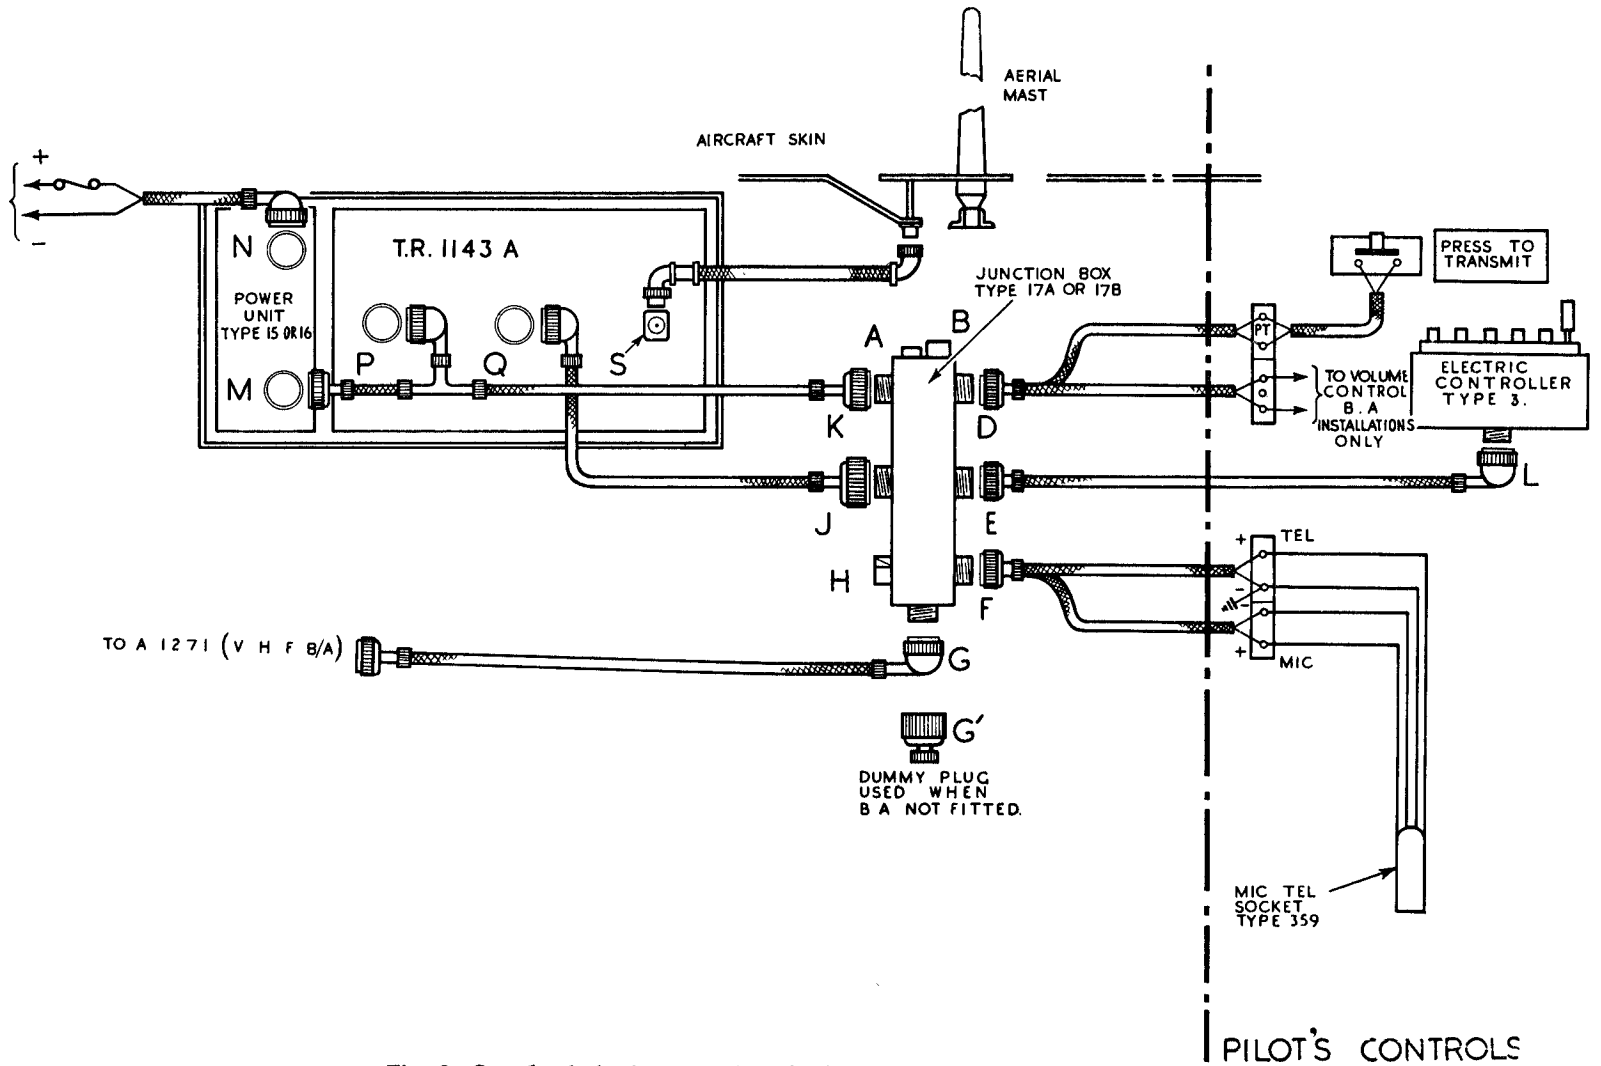 AERIAL
MAST
AIRCRAFT SKIN
+
−
N
T.R. 1143 A
POWER
UNIT
TYPE 15 OR 16
M
P
Q
S
JUNCTION BOX
TYPE 17A OR 17B
A
B
K
D
J
E
H
F
PRESS TO
TRANSMIT
PT
TO VOLUME
CONTROL
B.A
INSTALLATIONS
ONLY
ELECTRIC
CONTROLLER
TYPE 3.
L
+
TEL
-
-
+
MIC
TO A 1271 (V H F B/A)
G
G'
DUMMY PLUG
USED WHEN
B A NOT FITTED.
MIC TEL
SOCKET
TYPE 359
PILOT'S CONTROLS